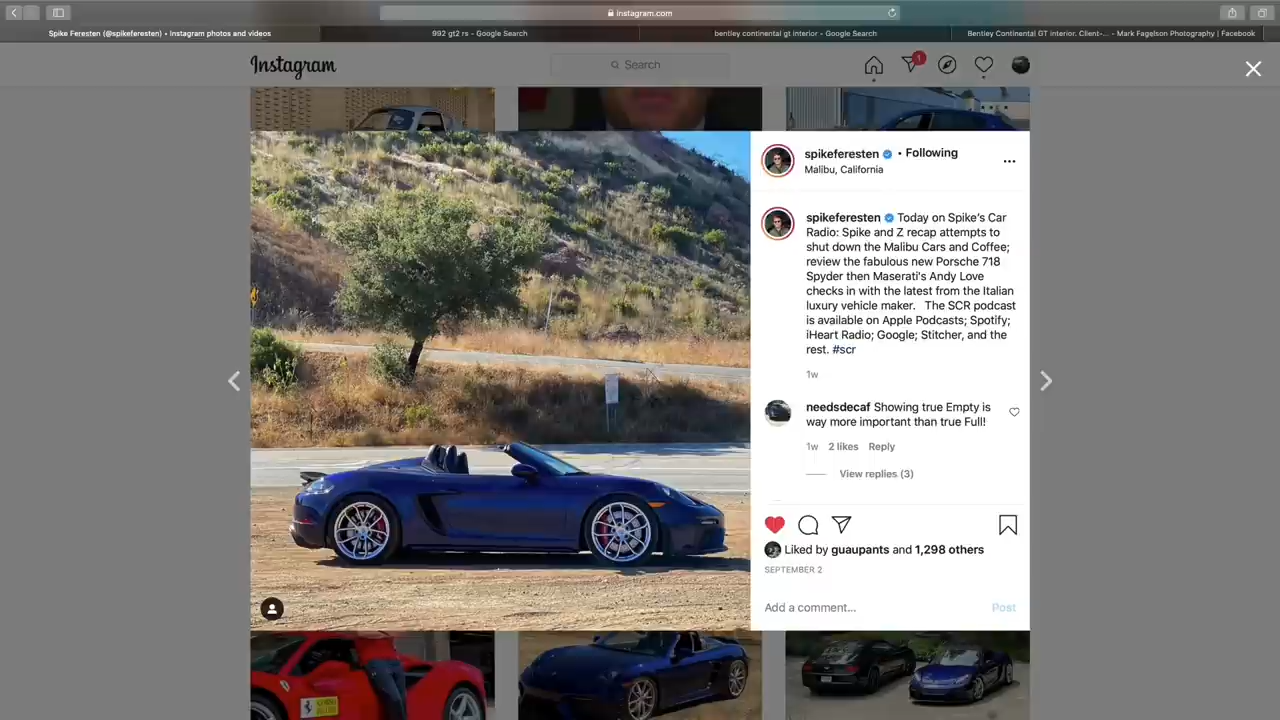 instagram.com
Spike Feresten (@spikeferesten) • Instagram photos and videos
992 gt2 rs - Google Search
bentley continental gt interior - Google Search
Bentley Continental GT interior. Client-... - Mark Fagelson Photography | Facebook
Instagram
Search
1
spikeferesten • Following
Malibu, California
spikeferesten Today on Spike's Car
Radio: Spike and Z recap attempts to
shut down the Malibu Cars and Coffee;
review the fabulous new Porsche 718
Spyder then Maserati's Andy Love
checks in with the latest from the Italian
luxury vehicle maker. The SCR podcast
is available on Apple Podcasts; Spotify;
iHeart Radio; Google; Stitcher, and the
rest. #scr
1w
needsdecaf Showing true Empty is
way more important than true Full!
1w 2 likes Reply
View replies (3)
Liked by guaupants and 1,298 others
SEPTEMBER 2
Add a comment... Post